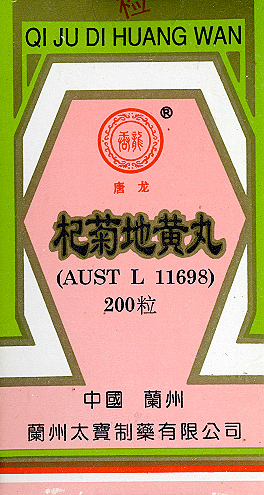 检
QI JU DI HUANG WAN
®
唐龙
杞菊地黄丸
(AUST L 11698)
200粒
中國 蘭州
蘭州太寶制藥有限公司